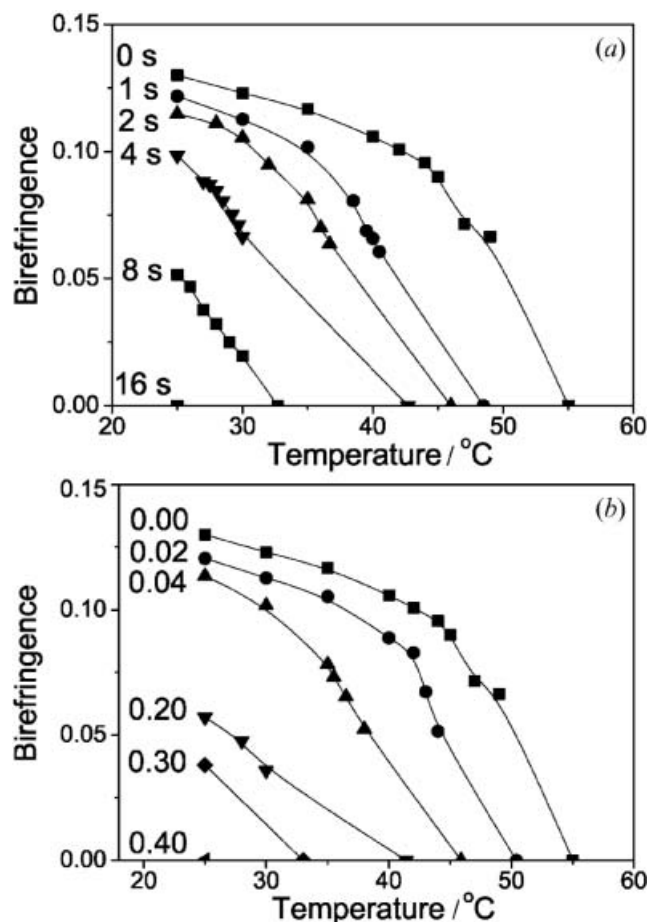 0.15
(a)
0 s
1 s
2 s
0.10
4 s
Birefringence
0.05
8 s
16 s
0.00
20 30 40 50 60
Temperature / °C
0.15
(b)
0.00
0.02
0.04
0.10
Birefringence
0.20
0.05
0.30
0.40
0.00
20 30 40 50 60
Temperature / °C